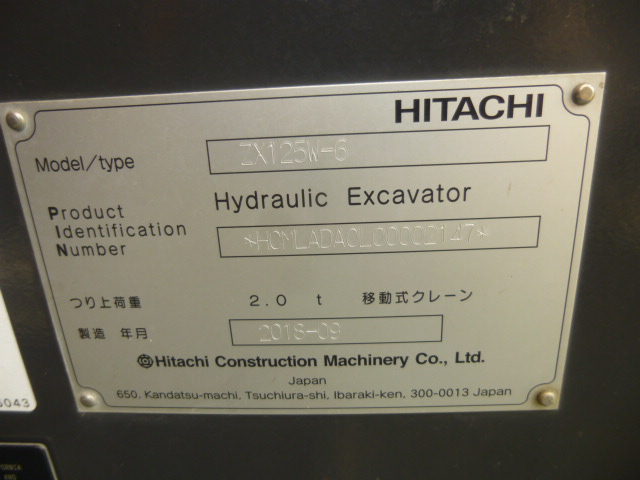 HITACHI
Model/type ZX125W-6
Hydraulic Excavator
Product
Identification
Number *HCMLADA0L00002147*
つり上荷重 2.0 t 移動式クレーン
製造 年月 2018-09
Hitachi Construction Machinery Co., Ltd.
Japan
650, Kandatsu-machi, Tsuchiura-shi, Ibaraki-ken, 300-0013 Japan
6043